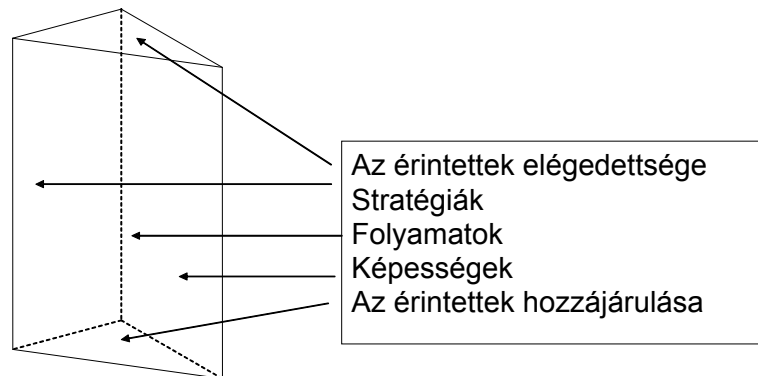 Az érintettek elégedettsége
Stratégiák
Folyamatok
Képességek
Az érintettek hozzájárulása